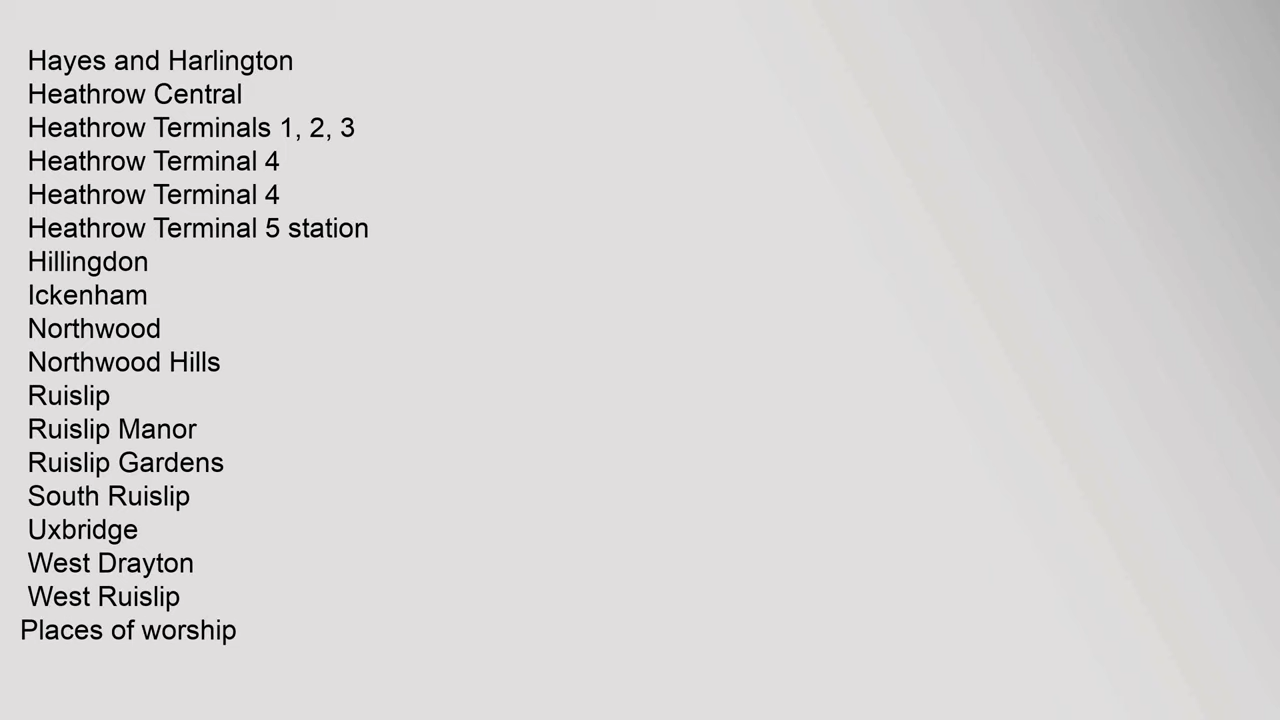 Hayes and Harlington
Heathrow Central
Heathrow Terminals 1, 2, 3
Heathrow Terminal 4
Heathrow Terminal 4
Heathrow Terminal 5 station
Hillingdon
Ickenham
Northwood
Northwood Hills
Ruislip
Ruislip Manor
Ruislip Gardens
South Ruislip
Uxbridge
West Drayton
West Ruislip
Places of worship